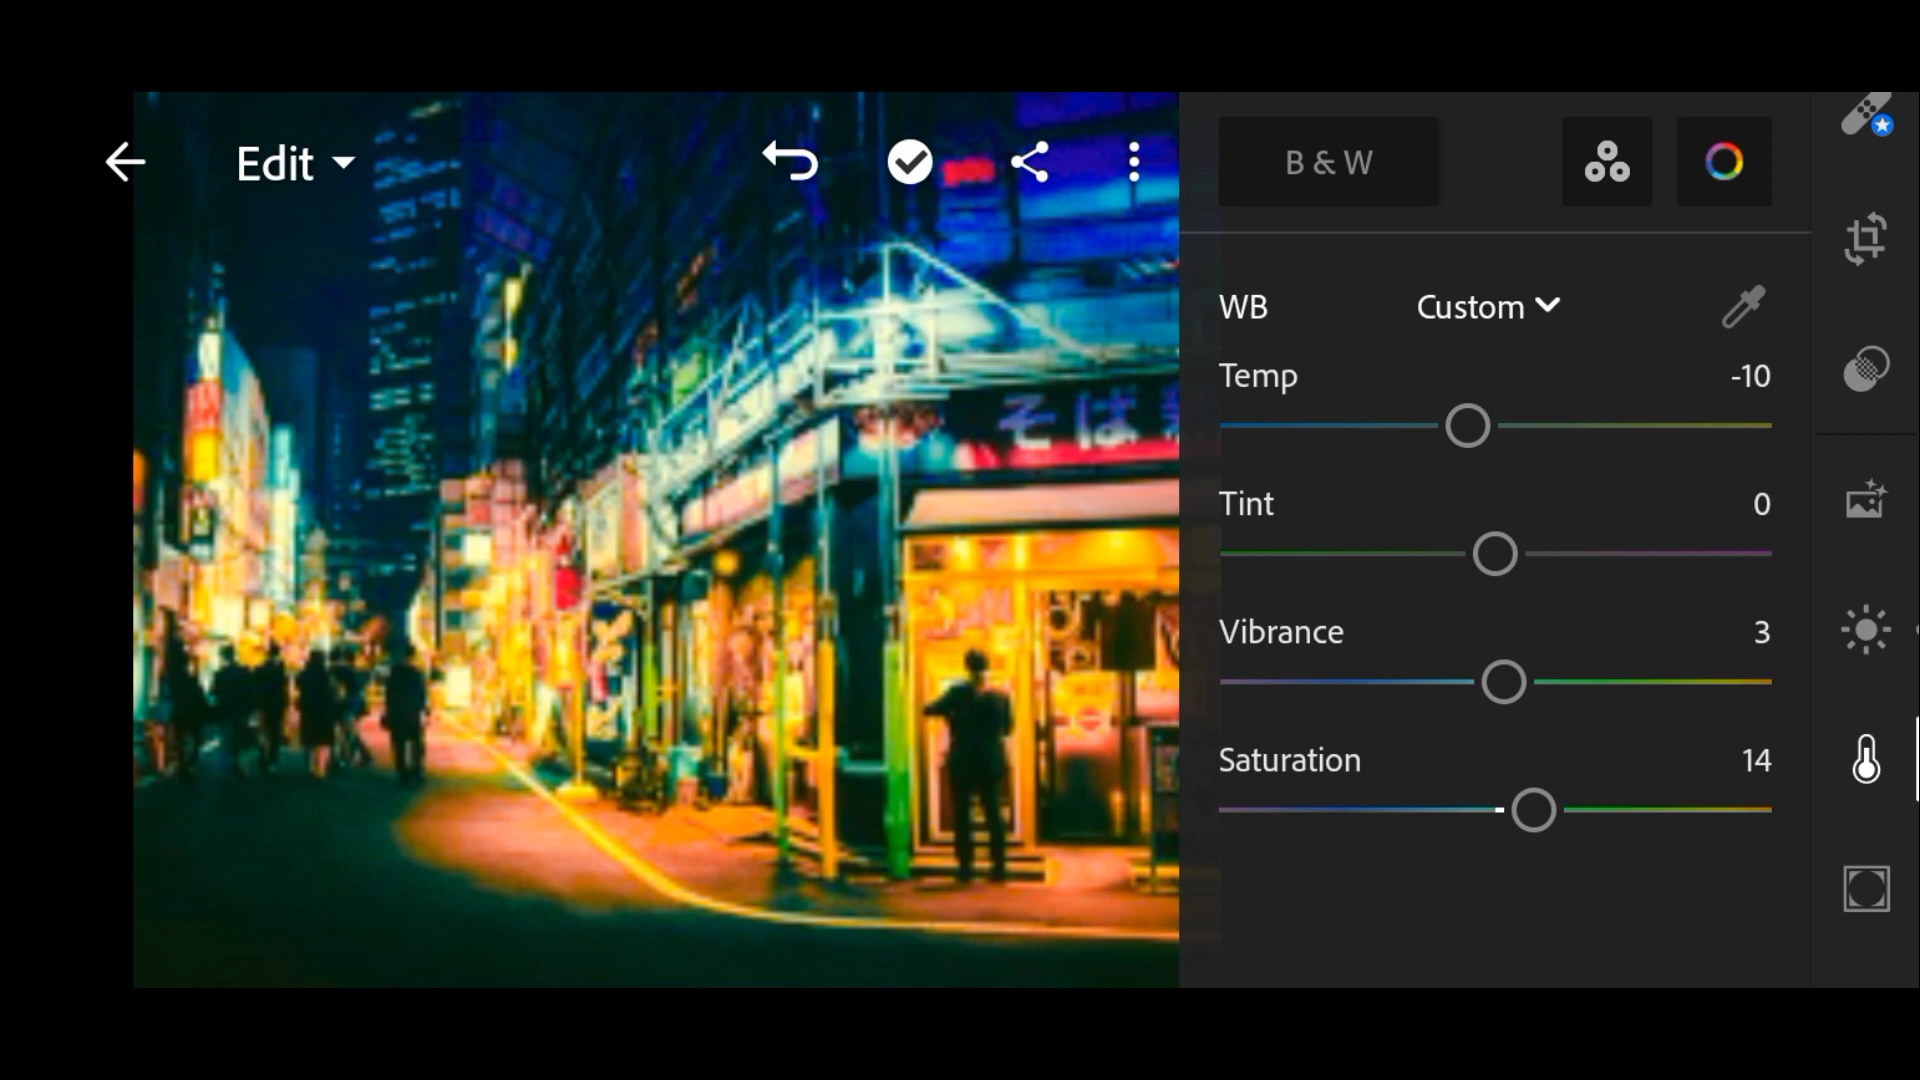 Edit
B & W
WB Custom
Temp -10
Tint 0
Vibrance 3
Saturation 14
そば